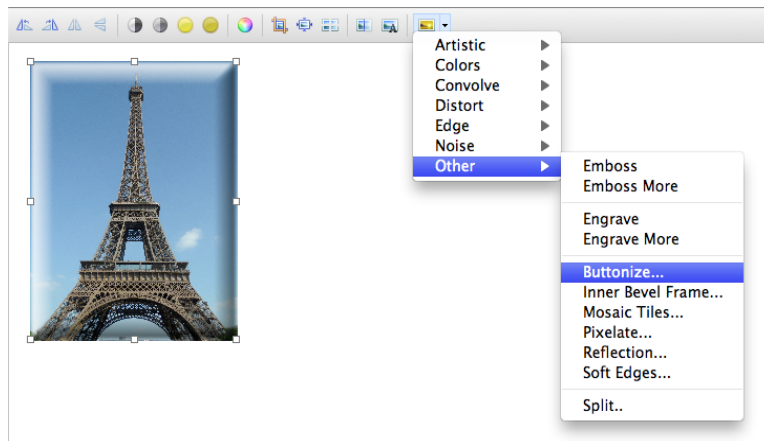 Artistic
Colors
Convolve
Distort
Edge
Noise
Other
Emboss
Emboss More
Engrave
Engrave More
Buttonize...
Inner Bevel Frame...
Mosaic Tiles...
Pixelate...
Reflection...
Soft Edges...
Split..